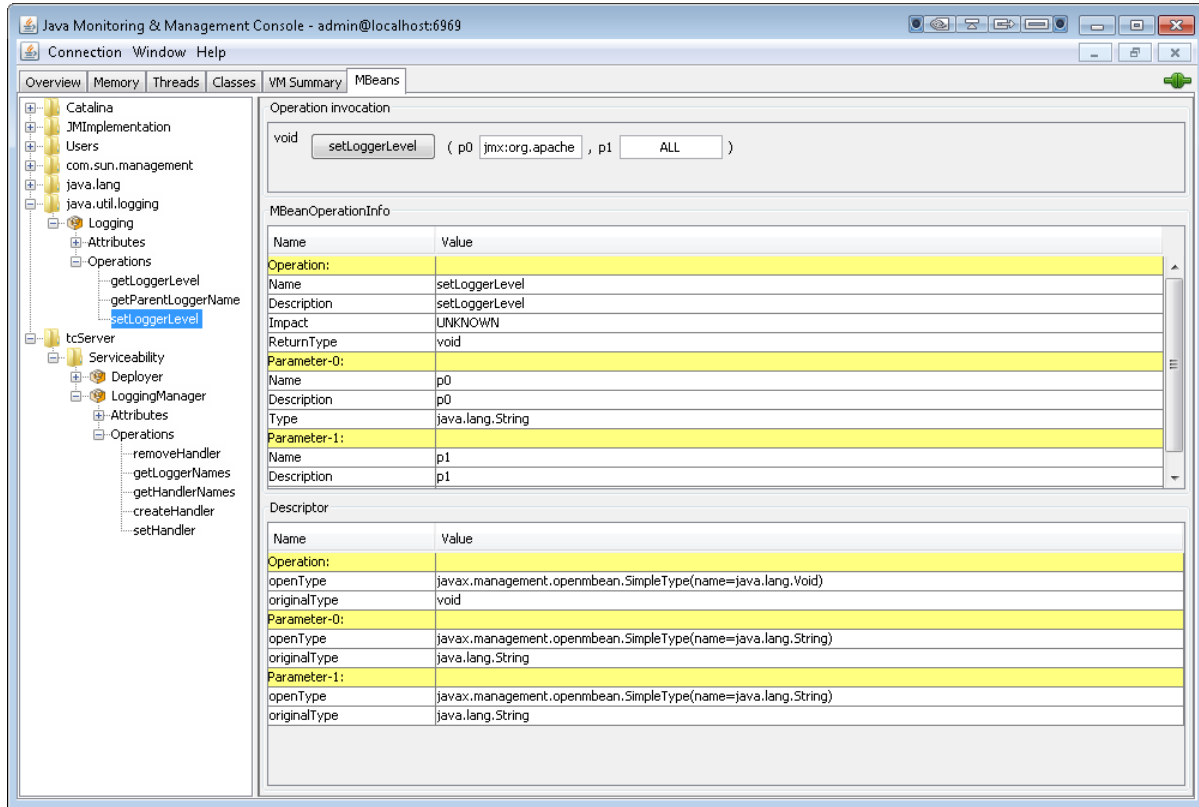 Java Monitoring & Management Console - admin@localhost:6969
Connection Window Help
Overview Memory Threads Classes VM Summary MBeans
Catalina
JMImplementation
Users
com.sun.management
java.lang
java.util.logging
Logging
Attributes
Operations
getLoggerLevel
getParentLoggerName
setLoggerLevel
tcServer
Serviceability
Deployer
LoggingManager
Attributes
Operations
removeHandler
getLoggerNames
getHandlerNames
createHandler
setHandler
Operation invocation
void setLoggerLevel ( p0 jmx:org.apache , p1 ALL )
MBeanOperationInfo
Name Value
Operation:
Name setLoggerLevel
Description setLoggerLevel
Impact UNKNOWN
ReturnType void
Parameter-0:
Name p0
Description p0
Type java.lang.String
Parameter-1:
Name p1
Description p1
Descriptor
Name Value
Operation:
openType javax.management.openmbean.SimpleType(name=java.lang.Void)
originalType void
Parameter-0:
openType javax.management.openmbean.SimpleType(name=java.lang.String)
originalType java.lang.String
Parameter-1:
openType javax.management.openmbean.SimpleType(name=java.lang.String)
originalType java.lang.String